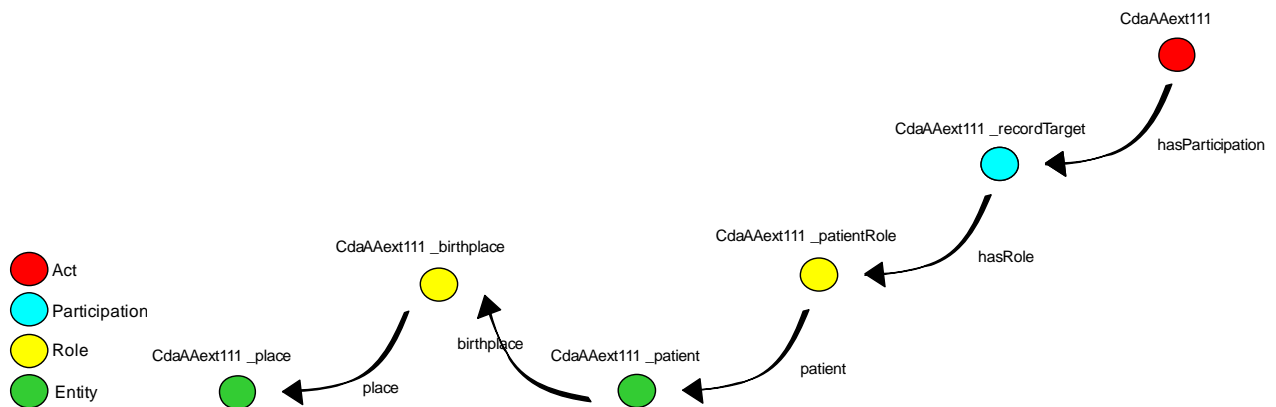 CdaAAext111
CdaAAext111 _recordTarget
hasParticipation
CdaAAext111 _patientRole
hasRole
CdaAAext111 _birthplace
Act
Participation
birthplace
Role
CdaAAext111 _place
CdaAAext111 _patient
patient
place
Entity